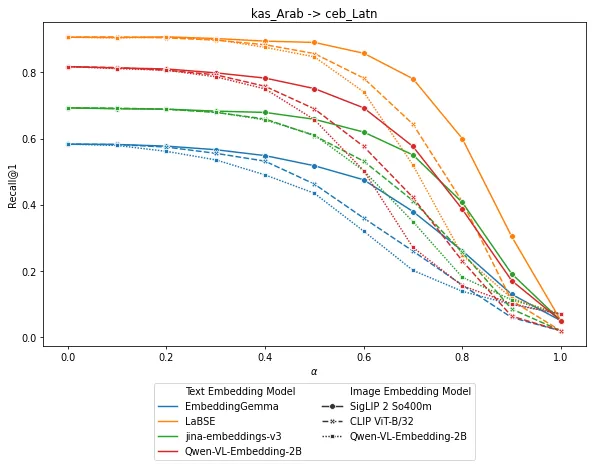 kas_Arab -> ceb_Latn
Recall@1
0.8
0.6
0.4
0.2
0.0
0.0 0.2 0.4 0.6 0.8 1.0
α
Text Embedding Model Image Embedding Model
EmbeddingGemma SigLIP 2 So400m
LaBSE CLIP ViT-B/32
jina-embeddings-v3 Qwen-VL-Embedding-2B
Qwen-VL-Embedding-2B